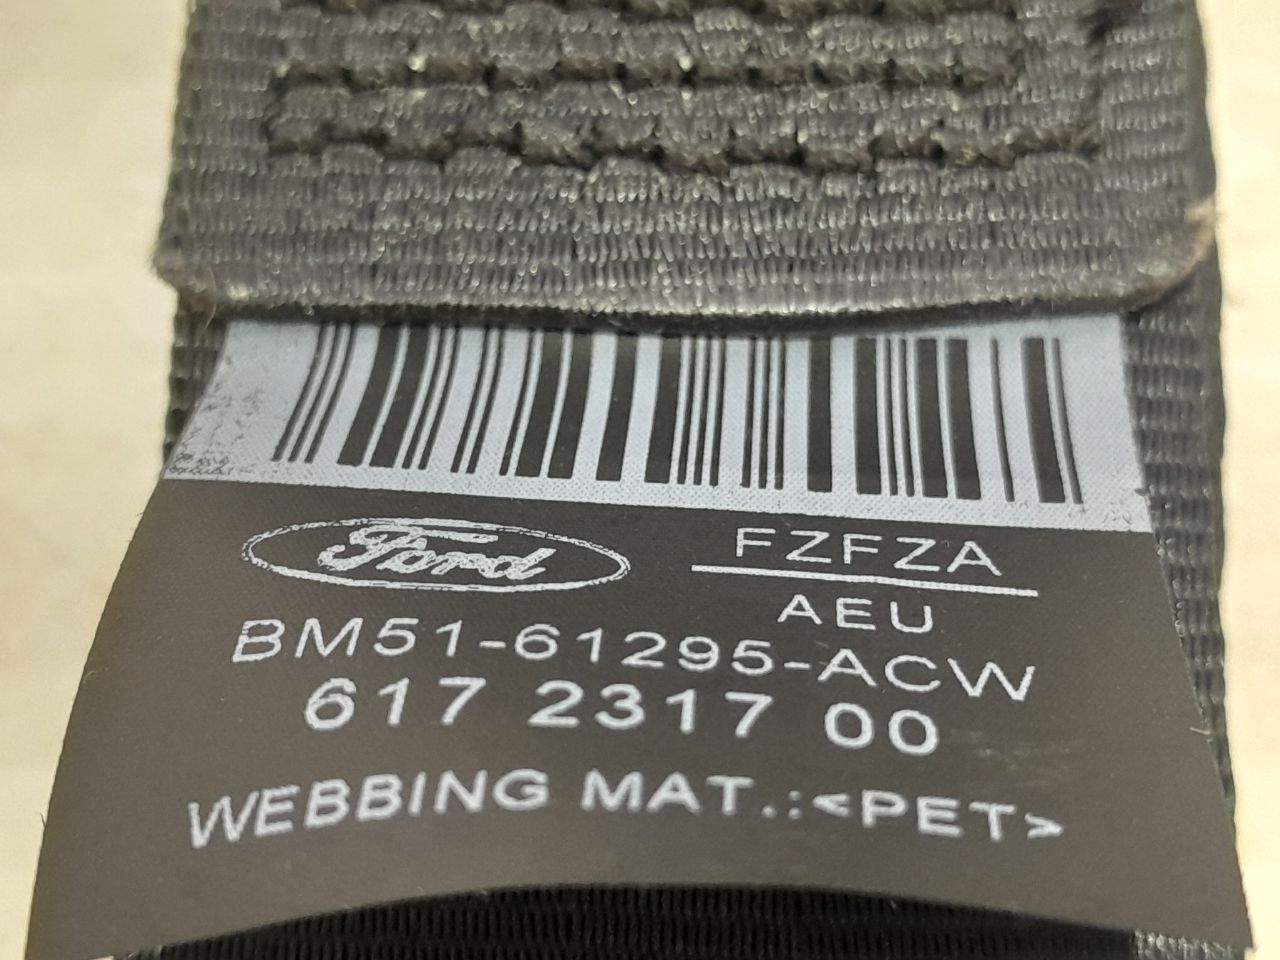 Ford
FZFZA
AEU
BM51-61295-ACW
617 2317 00
WEBBING MAT.:<PET>